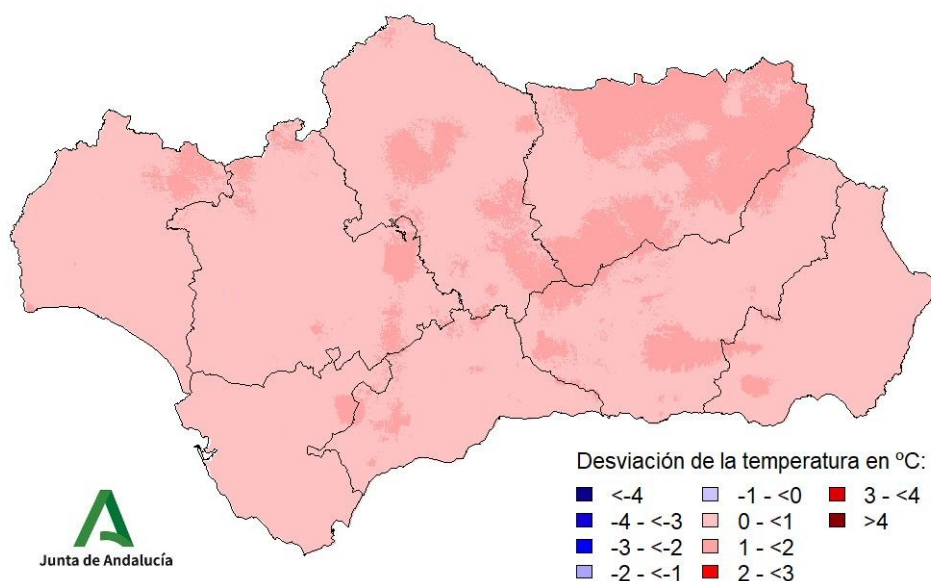 Desviación de la temperatura en ºC:
<-4 -1 - <0 3 - <4
-4 - <-3 0 - <1 >4
-3 - <-2 1 - <2
-2 - <-1 2 - <3
Junta de Andalucía